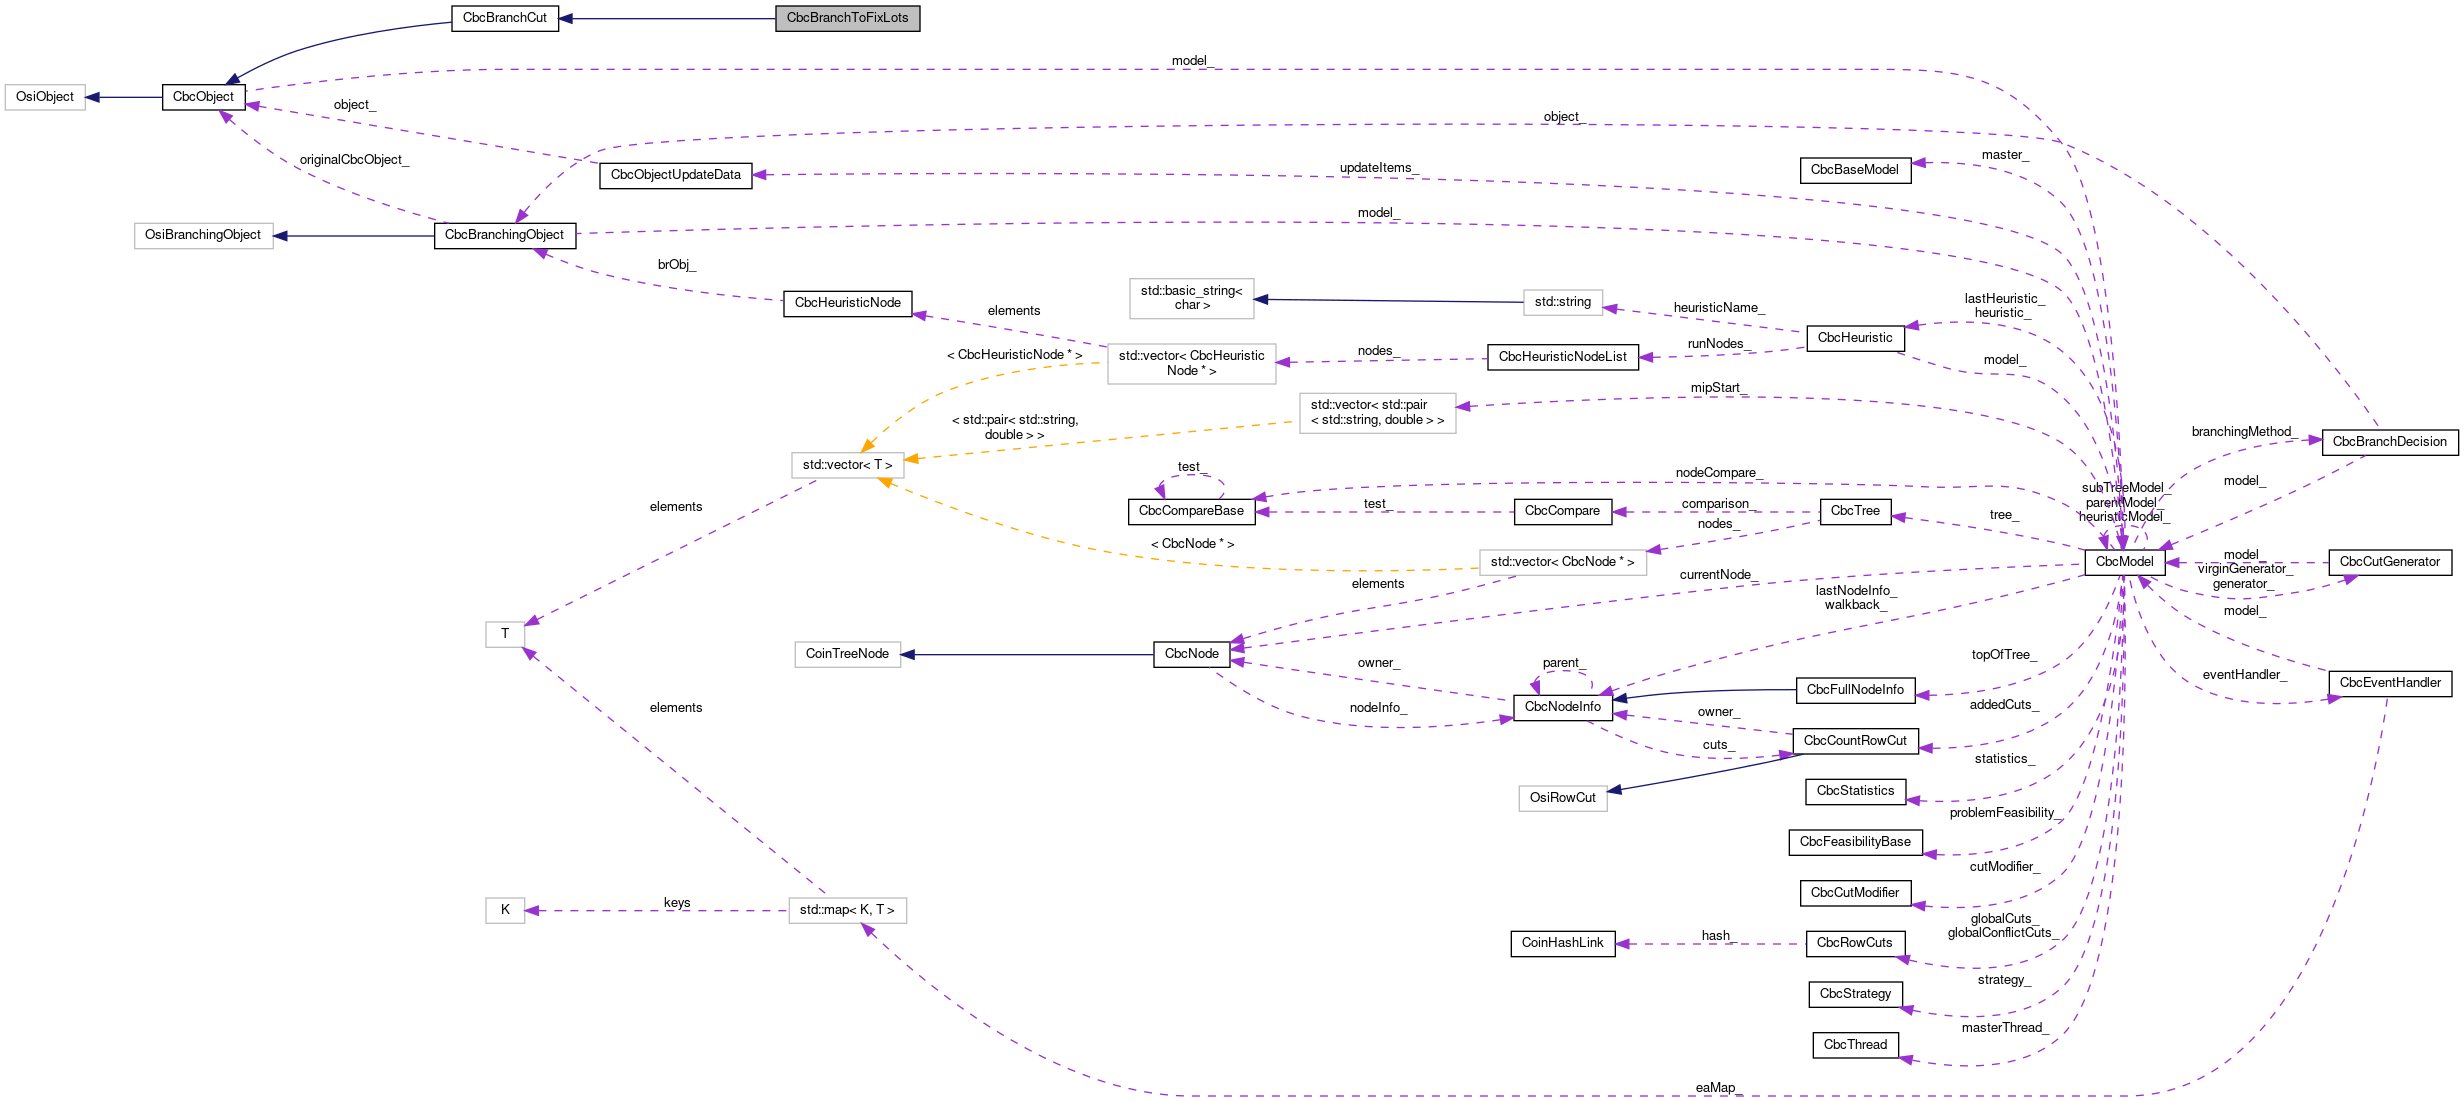 CbcBranchCut
CbcBranchToFixLots
model_
OsiObject
CbcObject
object_
object_
originalCbcObject_
master_
updateItems_
CbcObjectUpdateData
CbcBaseModel
model_
OsiBranchingObject
CbcBranchingObject
brObj_
std::basic_string<
char >
std::string
CbcHeuristicNode
elements
heuristicName_
lastHeuristic_
heuristic_
CbcHeuristic
runNodes_
nodes_
CbcHeuristicNodeList
std::vector< CbcHeuristic
Node * >
< CbcHeuristicNode * >
model_
mipStart_
std::vector< std::pair
< std::string, double > >
< std::pair< std::string,
double > >
branchingMethod_
CbcBranchDecision
std::vector< T >
test_
nodeCompare_
model_
subTreeModel_
parentModel_
heuristicModel_
elements
CbcCompareBase
test_
CbcCompare
comparison_
CbcTree
tree_
nodes_
< CbcNode * >
std::vector< CbcNode * >
CbcModel
model_
CbcCutGenerator
virginGenerator_
generator_
currentNode_
elements
lastNodeInfo_
walkback_
model_
T
CoinTreeNode
CbcNode
owner_
parent_
topOfTree_
eventHandler_
CbcEventHandler
CbcFullNodeInfo
nodeInfo_
CbcNodeInfo
owner_
addedCuts_
elements
cuts_
CbcCountRowCut
statistics_
OsiRowCut
CbcStatistics
problemFeasibility_
CbcFeasibilityBase
cutModifier_
CbcCutModifier
K
keys
std::map< K, T >
globalCuts_
globalConflictCuts_
CoinHashLink
hash_
CbcRowCuts
strategy_
CbcStrategy
masterThread_
CbcThread
eaMap_